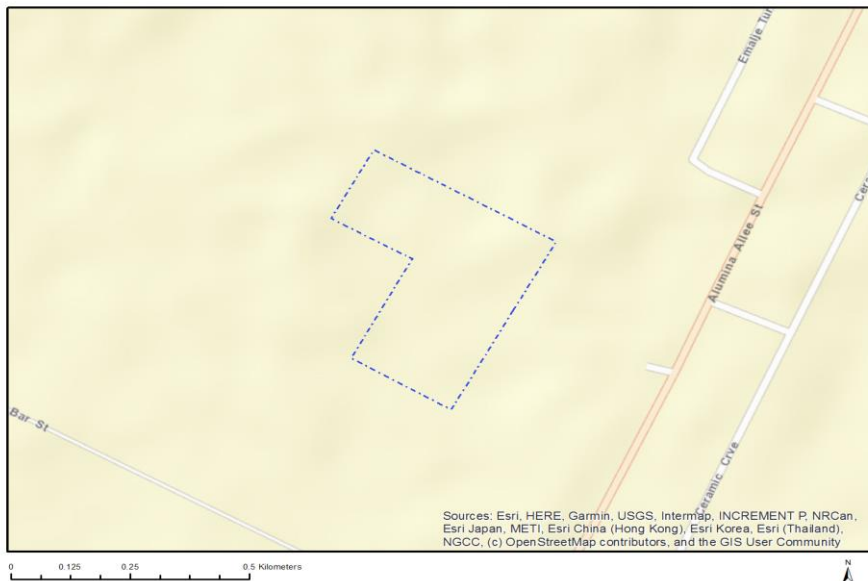 Emalje Tur
Alumina Allee St
Cera
Ceramic Crve
Bar St
Sources: Esri, HERE, Garmin, USGS, Intermap, INCREMENT P, NRCan,
Esri Japan, METI, Esri China (Hong Kong), Esri Korea, Esri (Thailand),
NGCC, (c) OpenStreetMap contributors, and the GIS User Community
0 0.125 0.25 0.5 Kilometers
N